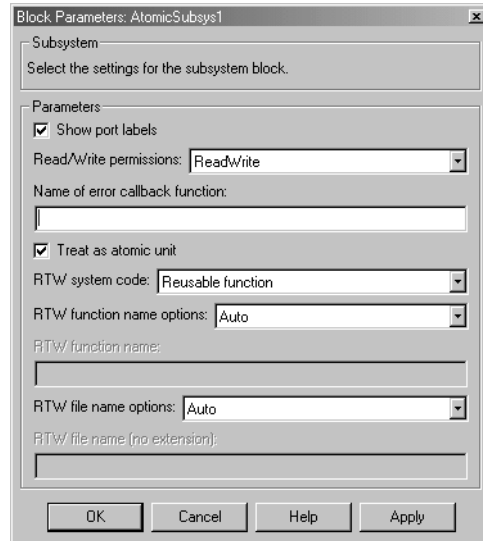 Block Parameters: AtomicSubsys1
Subsystem
Select the settings for the subsystem block.
Parameters
Show port labels
Read/Write permissions: ReadWrite
Name of error callback function:
Treat as atomic unit
RTW system code: Reusable function
RTW function name options: Auto
RTW function name:
RTW file name options: Auto
RTW file name (no extension):
OK Cancel Help Apply